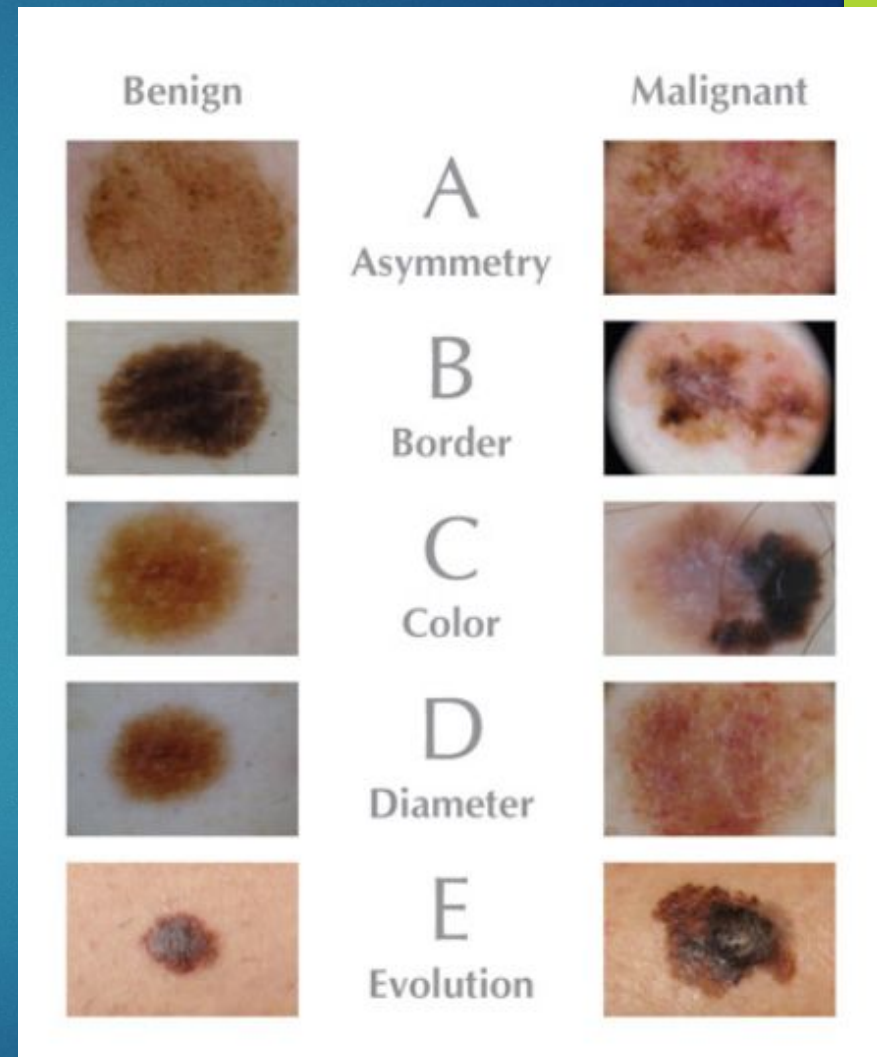 Benign Malignant
A
Asymmetry
B
Border
C
Color
D
Diameter
E
Evolution